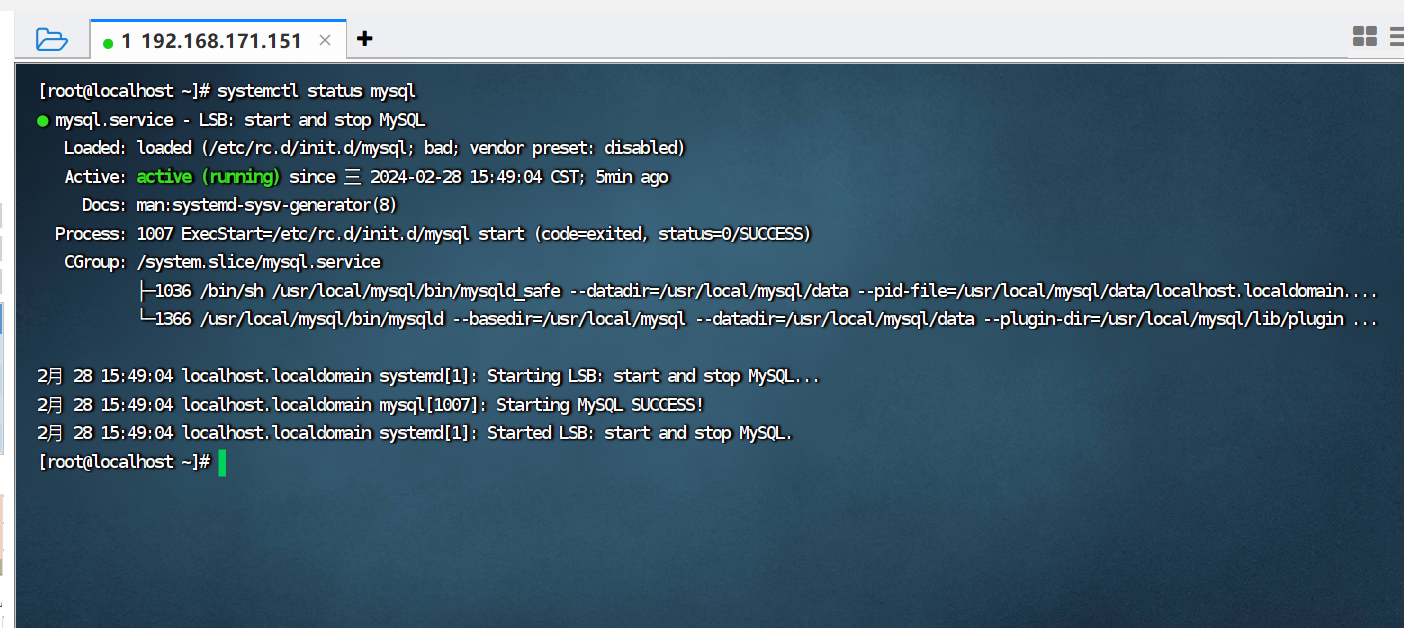 1 192.168.171.151
[root@localhost ~]# systemctl status mysql
● mysql.service - LSB: start and stop MySQL
Loaded: loaded (/etc/rc.d/init.d/mysql; bad; vendor preset: disabled)
Active: active (running) since 三 2024-02-28 15:49:04 CST; 5min ago
Docs: man:systemd-sysv-generator(8)
Process: 1007 ExecStart=/etc/rc.d/init.d/mysql start (code=exited, status=0/SUCCESS)
CGroup: /system.slice/mysql.service
├─1036 /bin/sh /usr/local/mysql/bin/mysqld_safe --datadir=/usr/local/mysql/data --pid-file=/usr/local/mysql/data/localhost.localdomain....
└─1366 /usr/local/mysql/bin/mysqld --basedir=/usr/local/mysql --datadir=/usr/local/mysql/data --plugin-dir=/usr/local/mysql/lib/plugin ...
2月 28 15:49:04 localhost.localdomain systemd[1]: Starting LSB: start and stop MySQL...
2月 28 15:49:04 localhost.localdomain mysql[1007]: Starting MySQL SUCCESS!
2月 28 15:49:04 localhost.localdomain systemd[1]: Started LSB: start and stop MySQL.
[root@localhost ~]#